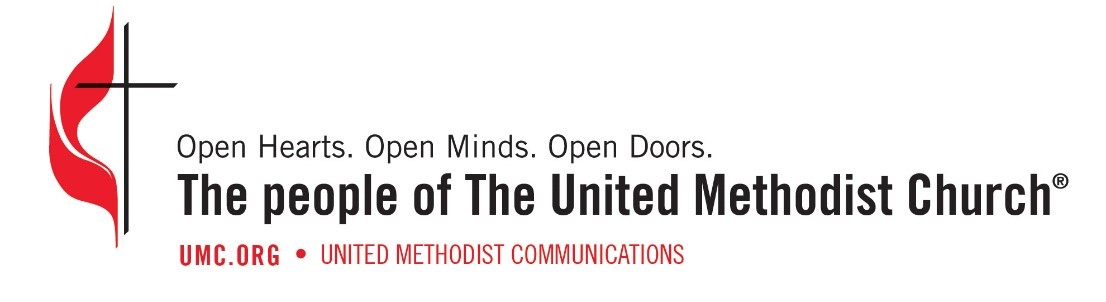 Open Hearts. Open Minds. Open Doors.
The people of The United Methodist Church®
UMC.ORG • UNITED METHODIST COMMUNICATIONS